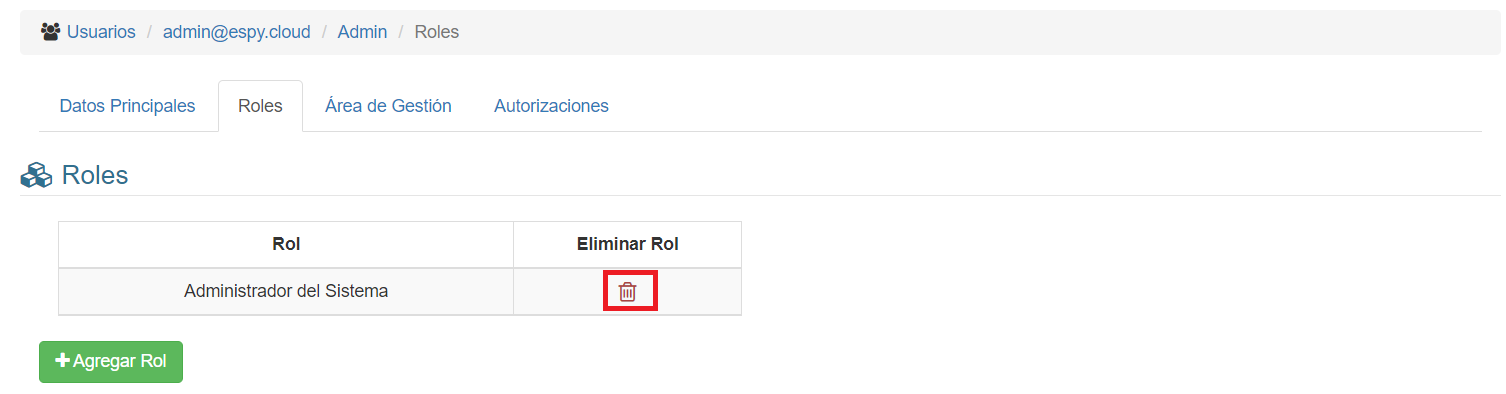 Usuarios / admin@espy.cloud / Admin / Roles
Datos Principales Roles Área de Gestión Autorizaciones
Roles
Rol Eliminar Rol
Administrador del Sistema
Agregar Rol